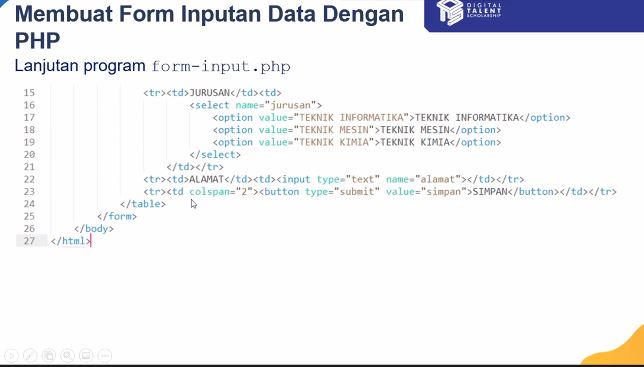 Membuat Form Inputan Data Dengan
PHP
DIGITAL
TALENT
SCHOLARSHIP
Lanjutan program form-input.php
15 <tr><td>JURUSAN</td><td>
16 <select name="jurusan">
17 <option value="TEKNIK INFORMATIKA">TEKNIK INFORMATIKA</option>
18 <option value="TEKNIK MESIN">TEKNIK MESIN</option>
19 <option value="TEKNIK KIMIA">TEKNIK KIMIA</option>
20 </select>
21 </td></tr>
22 <tr><td>ALAMAT</td><td><input type="text" name="alamat"></td></tr>
23 <tr><td colspan="2"><button type="submit" value="simpan">SIMPAN</button></td></tr>
24 </table>
25 </form>
26 </body>
27 </html>